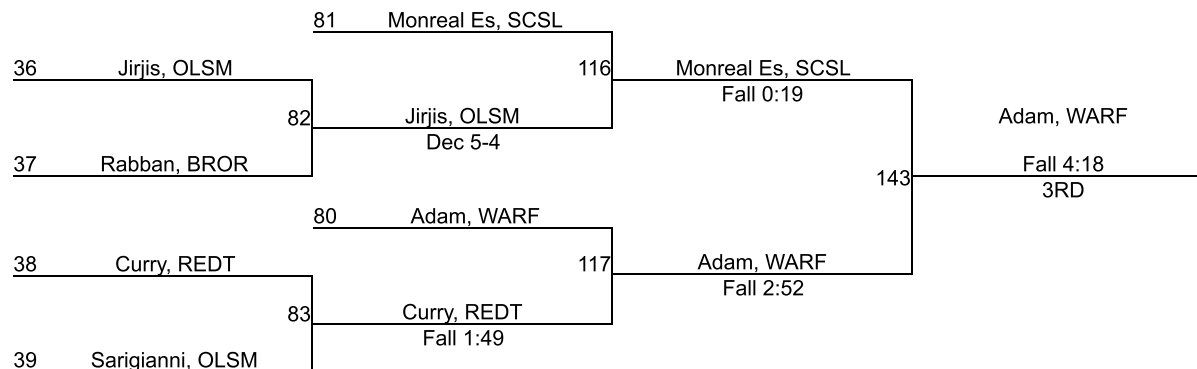 81 Monreal Es, SCSL
36 Jirjis, OLSM
116 Monreal Es, SCSL
Fall 0:19
82 Jirjis, OLSM
Dec 5-4
Adam, WARF
37 Rabban, BROR
143 Fall 4:18
3RD
80 Adam, WARF
38 Curry, REDT
117 Adam, WARF
Fall 2:52
83 Curry, REDT
Fall 1:49
39 Sarigianni, OLSM